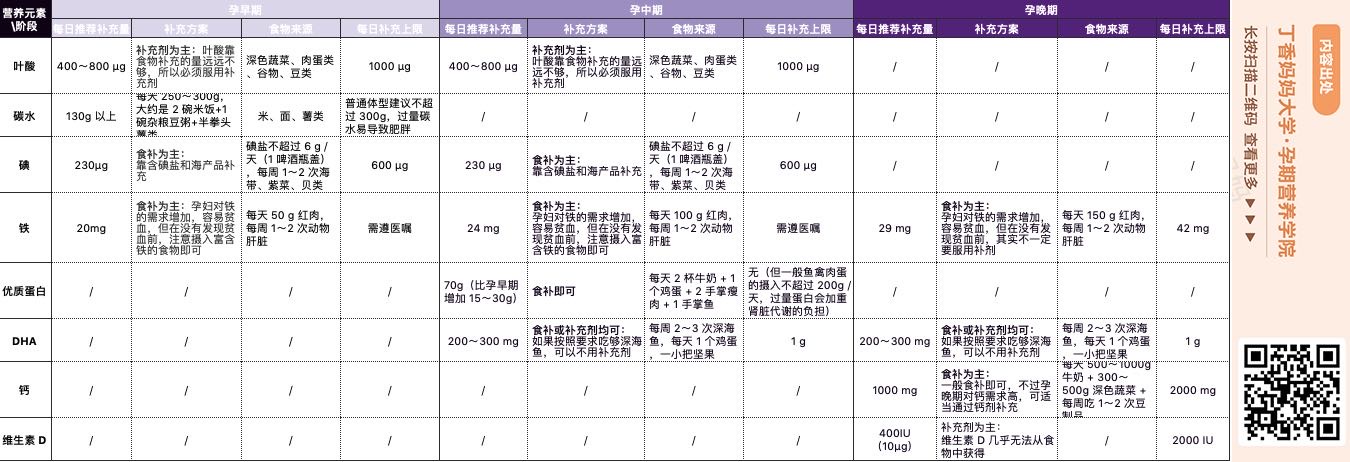 营养元素
\阶段
孕早期
孕中期
孕晚期
每日推荐补充量
补充方案
食物来源
每日补充上限
每日推荐补充量
补充方案
食物来源
每日补充上限
每日推荐补充量
补充方案
食物来源
每日补充上限
叶酸
400～800 μg
补充剂为主：叶酸靠
食物补充的量远远不
够，所以必须服用补
充剂
深色蔬菜、肉蛋类
、谷物、豆类
1000 μg
400～800 μg
补充剂为主：
叶酸靠食物补充的量远
远不够，所以必须服用
补充剂
深色蔬菜、肉蛋类
、谷物、豆类
1000 μg
/
/
/
/
碳水
130g 以上
每天 250～300g，
大约是 2 碗米饭+1
碗杂粮豆粥+半拳头
薯类
米、面、薯类
普通体型建议不超
过 300g，过量碳
水易导致肥胖
/
/
/
/
/
/
/
/
碘
230μg
食补为主：
靠含碘盐和海产品补
充
碘盐不超过 6 g /
天（1 啤酒瓶盖）
，每周 1～2 次海
带、紫菜、贝类
600 μg
230 μg
食补为主：
靠含碘盐和海产品补充
碘盐不超过 6 g /
天（1 啤酒瓶盖）
，每周 1～2 次海
带、紫菜、贝类
600 μg
/
/
/
/
铁
20mg
食补为主：孕妇对铁
的需求增加，容易贫
血，但在没有发现贫
血前，注意摄入富含
铁的食物即可
每天 50 g 红肉，
每周 1～2 次动物
肝脏
需遵医嘱
24 mg
食补为主：
孕妇对铁的需求增加，
容易贫血，但在没有发
现贫血前，注意摄入富
含铁的食物即可
每天 100 g 红肉，
每周 1～2 次动物
肝脏
需遵医嘱
29 mg
食补为主：
孕妇对铁的需求增加，
容易贫血，但在没有发
现贫血前，其实不一定
要服用补剂
每天 150 g 红肉，
每周 1～2 次动物
肝脏
42 mg
优质蛋白
/
/
/
/
70g（比孕早期
增加 15～30g）
食补即可
每天 2 杯牛奶 + 1
个鸡蛋 + 2 手掌瘦
肉 + 1 手掌鱼
无（但一般鱼禽肉蛋
的摄入不超过 200g /
天，过量蛋白会加重
肾脏代谢的负担）
/
/
/
/
DHA
/
/
/
/
200～300 mg
食补或补充剂均可：
如果按照要求吃够深海
鱼，可以不用补充剂
每周 2～3 次深海
鱼，每天 1 个鸡蛋
，一小把坚果
1 g
200～300 mg
食补或补充剂均可：
如果按照要求吃够深海
鱼，可以不用补充剂
每周 2～3 次深海
鱼，每天 1 个鸡蛋
，一小把坚果
1 g
钙
/
/
/
/
/
/
/
/
1000 mg
食补为主：
一般食补即可，不过孕
晚期对钙需求高，可适
当通过钙剂补充
每天 500～1000g
牛奶 + 300～
500g 深色蔬菜 +
每周吃 1～2 次豆
制品
2000 mg
维生素 D
/
/
/
/
/
/
/
/
400IU
(10μg)
补充剂为主：
维生素 D 几乎无法从食
物中获得
/
2000 IU
内容出处
丁香妈妈大学·孕期营养学院
长按扫描二维码 查看更多